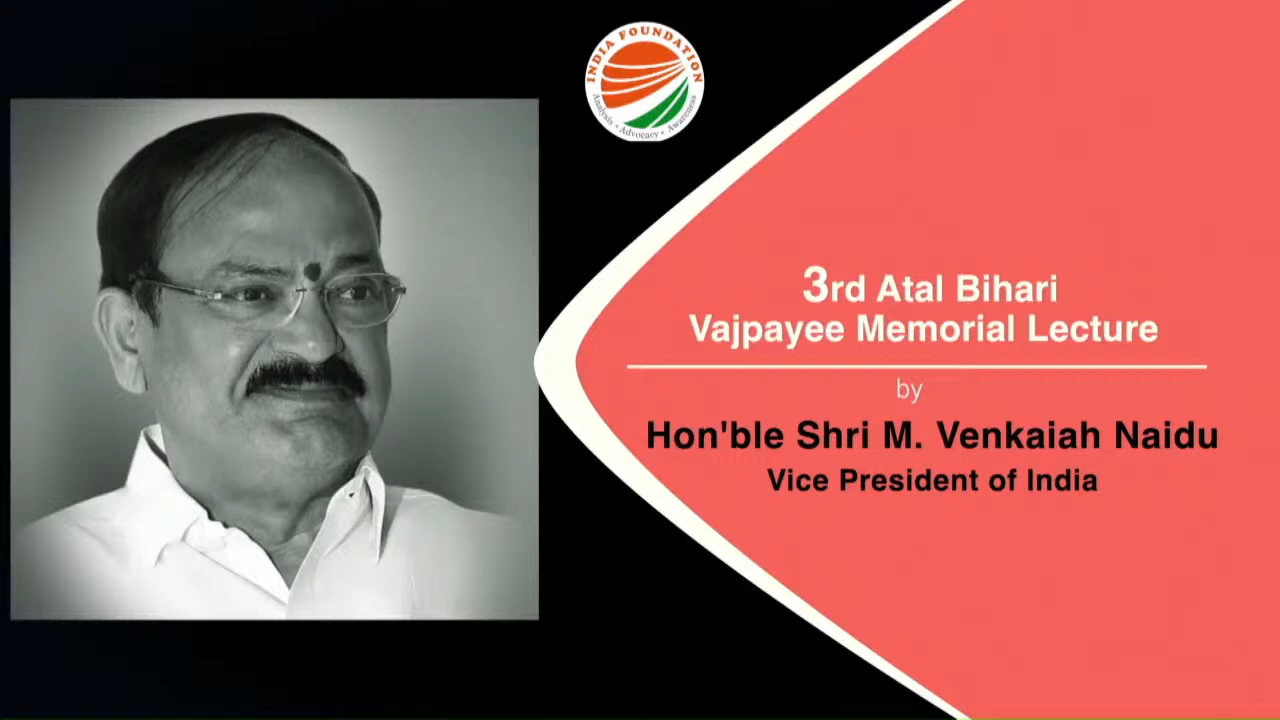 INDIA FOUNDATION
Analysis • Advocacy • Awareness
3rd Atal Bihari
Vajpayee Memorial Lecture
by
Hon'ble Shri M. Venkaiah Naidu
Vice President of India